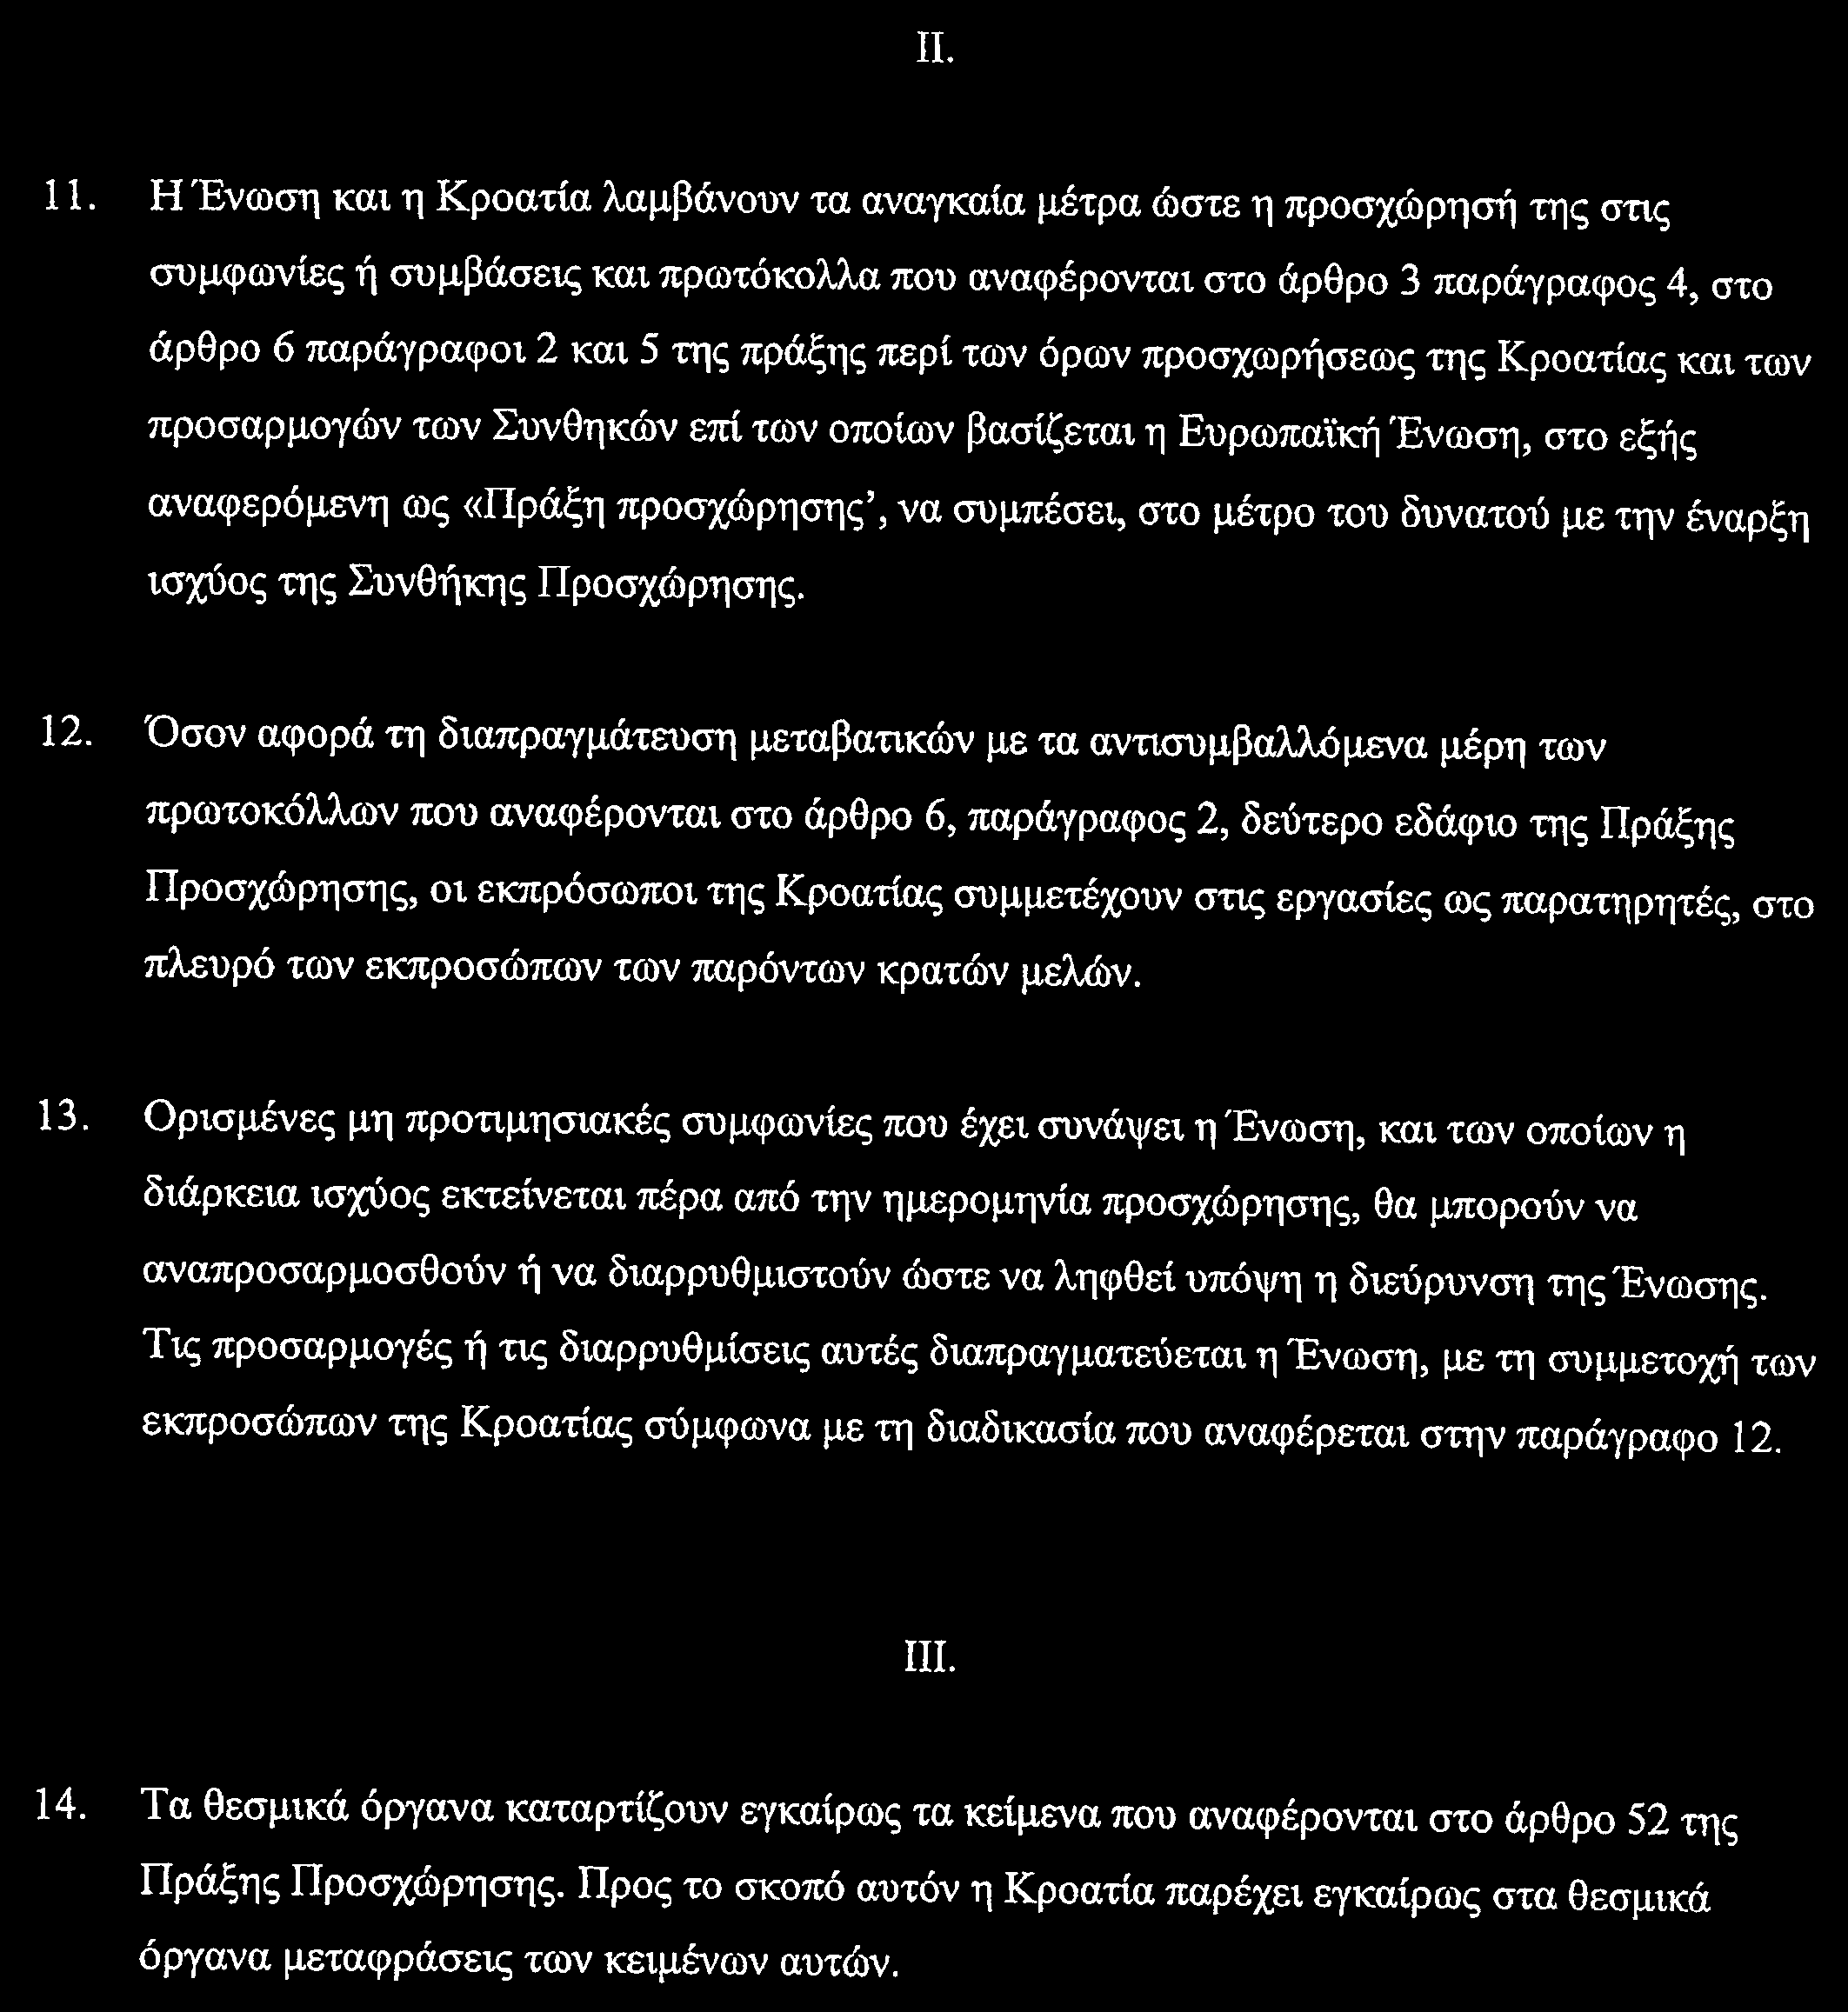 II.
11. Η Ένωση και η Κροατία λαμβάνουν τα αναγκαία μέτρα ώστε η προσχώρησή της στις
συμφωνίες ή συμβάσεις και πρωτόκολλα που αναφέρονται στο άρθρο 3 παράγραφος 4, στο
άρθρο 6 παράγραφοι 2 και 5 της πράξης περί των όρων προσχωρήσεως της Κροατίας και των
προσαρμογών των Συνθηκών επί των οποίων βασίζεται η Ευρωπαϊκή Ένωση, στο εξής
αναφερόμενη ως «Πράξη προσχώρησης’, να συμπέσει, στο μέτρο του δυνατού με την έναρξη
ισχύος της Συνθήκης Προσχώρησης.
12. Όσον αφορά τη διαπραγμάτευση μεταβατικών με τα αντισυμβαλλόμενα μέρη των
πρωτοκόλλων που αναφέρονται στο άρθρο 6, παράγραφος 2, δεύτερο εδάφιο της Πράξης
Προσχώρησης, οι εκπρόσωποι της Κροατίας συμμετέχουν στις εργασίες ως παρατηρητές, στο
πλευρό των εκπροσώπων των παρόντων κρατών μελών.
13. Ορισμένες μη προτιμησιακές συμφωνίες που έχει συνάψει η Ένωση, και των οποίων η
διάρκεια ισχύος εκτείνεται πέρα από την ημερομηνία προσχώρησης, θα μπορούν να
αναπροσαρμοσθούν ή να διαρρυθμιστούν ώστε να ληφθεί υπόψη η διεύρυνση της Ένωσης.
Τις προσαρμογές ή τις διαρρυθμίσεις αυτές διαπραγματεύεται η Ένωση, με τη συμμετοχή των
εκπροσώπων της Κροατίας σύμφωνα με τη διαδικασία που αναφέρεται στην παράγραφο 12.
III.
14. Τα θεσμικά όργανα καταρτίζουν εγκαίρως τα κείμενα που αναφέρονται στο άρθρο 52 της
Πράξης Προσχώρησης. Προς το σκοπό αυτόν η Κροατία παρέχει εγκαίρως στα θεσμικά
όργανα μεταφράσεις των κειμένων αυτών.